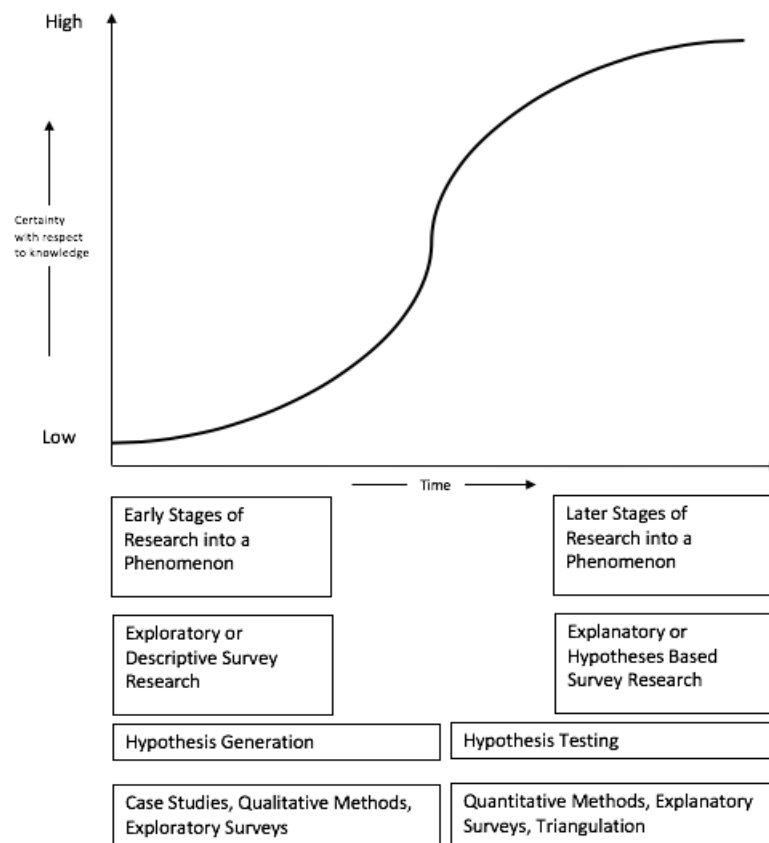 High
Certainty
with respect
to knowledge
Low
Time
Early Stages of
Research into a
Phenomenon
Later Stages of
Research into a
Phenomenon
Exploratory or
Descriptive Survey
Research
Explanatory or
Hypotheses Based
Survey Research
Hypothesis Generation
Hypothesis Testing
Case Studies, Qualitative Methods,
Exploratory Surveys
Quantitative Methods, Explanatory
Surveys, Triangulation